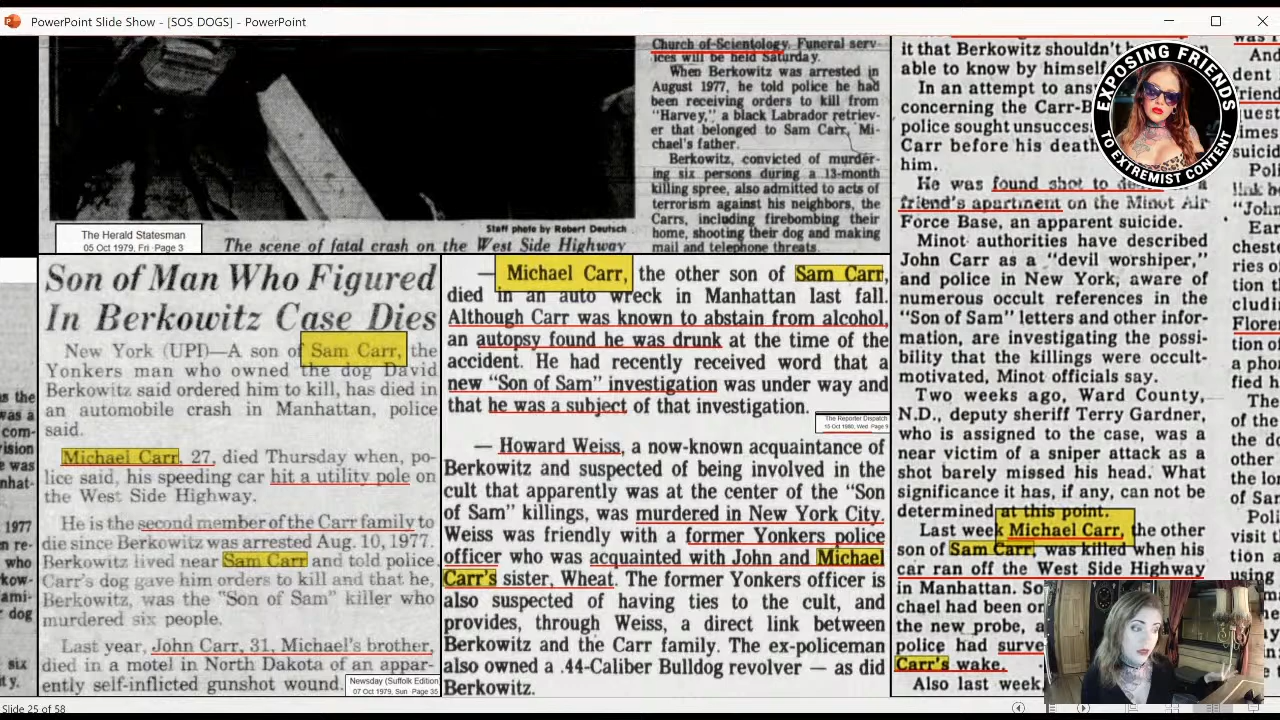 PowerPoint Slide Show - [SOS DOGS] - PowerPoint
Church of Scientology. Funeral serv-
ices will be held Saturday.
When Berkowitz was arrested in
August 1977, he told police he had
been receiving orders to kill from
"Harvey," a black Labrador retriev-
er that belonged to Sam Carr, Mi-
chael's father.
Berkowitz, convicted of murder-
ing six persons during a 13-month
killing spree, also admitted to acts of
terrorism against his neighbors, the
Carrs, including firebombing their
home, shooting their dog and making
mail and telephone threats.
Staff photo by Robert Deutsch
The scene of fatal crash on the West Side Highway
The Herald Statesman
05 Oct 1979, Fri · Page 3
Son of Man Who Figured
In Berkowitz Case Dies
New York (UPI)—A son of Sam Carr, the
Yonkers man who owned the dog David
Berkowitz said ordered him to kill, has died in
an automobile crash in Manhattan, police
said.
Michael Carr, 27, died Thursday when, po-
lice said, his speeding car hit a utility pole on
the West Side Highway.
He is the second member of the Carr family to
die since Berkowitz was arrested Aug. 10, 1977.
Berkowitz lived near Sam Carr and told police
Carr's dog gave him orders to kill and that he,
Berkowitz, was the "Son of Sam" killer who
murdered six people.
Last year, John Carr, 31, Michael's brother,
died in a motel in North Dakota of an appar-
ently self-inflicted gunshot wound.
Newsday (Suffolk Edition
07 Oct 1979, Sun · Page 35
— Michael Carr, the other son of Sam Carr,
died in an auto wreck in Manhattan last fall.
Although Carr was known to abstain from alcohol,
an autopsy found he was drunk at the time of the
accident. He had recently received word that a
new "Son of Sam" investigation was under way and
that he was a subject of that investigation.
The Reporter Dispatch
15 Oct 1980, Wed · Page 9
— Howard Weiss, a now-known acquaintance of
Berkowitz and suspected of being involved in the
cult that apparently was at the center of the "Son
of Sam" killings, was murdered in New York City.
Weiss was friendly with a former Yonkers police
officer who was acquainted with John and Michael
Carr's sister, Wheat. The former Yonkers officer is
also suspected of having ties to the cult, and
provides, through Weiss, a direct link between
Berkowitz and the Carr family. The ex-policeman
also owned a .44-Caliber Bulldog revolver — as did
Berkowitz.
it that Berkowitz shouldn't
able to know by himself
In an attempt to
concerning the Carr-B
police sought unsucces
Carr before his death
him.
He was found shot to a
friend's apartment on the Minot Air
Force Base, an apparent suicide.
Minot authorities have described
John Carr as a "devil worshiper,"
and police in New York, aware of
numerous occult references in the
"Son of Sam" letters and other infor-
mation, are investigating the possi-
bility that the killings were occult-
motivated, Minot officials say.
Two weeks ago, Ward County,
N.D., deputy sheriff Terry Gardner,
who is assigned to the case, was a
near victim of a sniper attack as a
shot barely missed his head. What
significance it has, if any, can not be
determined at this point.
Last week Michael Carr, the other
son of Sam Carr, was killed when his
car ran off the West Side Highway
in Manhattan. So
chael had been on
the new probe, a
police had surve
Carr's wake.
Also last week,
EXPOSING FRIENDS
TO EXTREMIST CONTENT
Slide 25 of 58